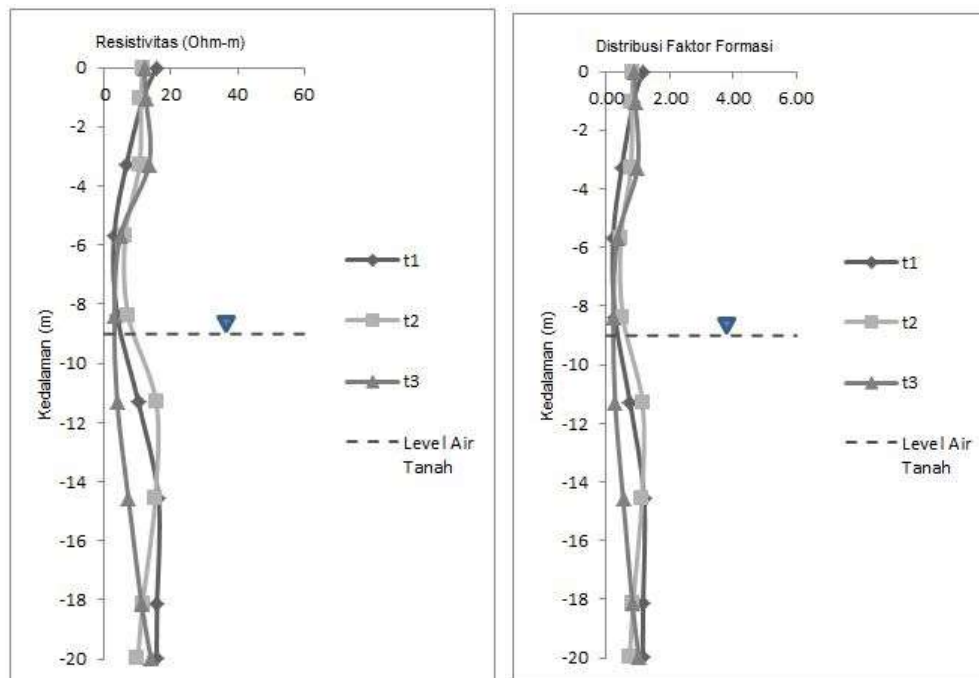 Resistivitas (Ohm-m)
0 20 40 60
0
-2
-4
-6
-8
-10
-12
-14
-16
-18
-20
Kedalaman (m)
t1
t2
t3
Level Air
Tanah
Distribusi Faktor Formasi
0.00 2.00 4.00 6.00
0
-2
-4
-6
-8
-10
-12
-14
-16
-18
-20
Kedalaman (m)
t1
t2
t3
Level Air
Tanah